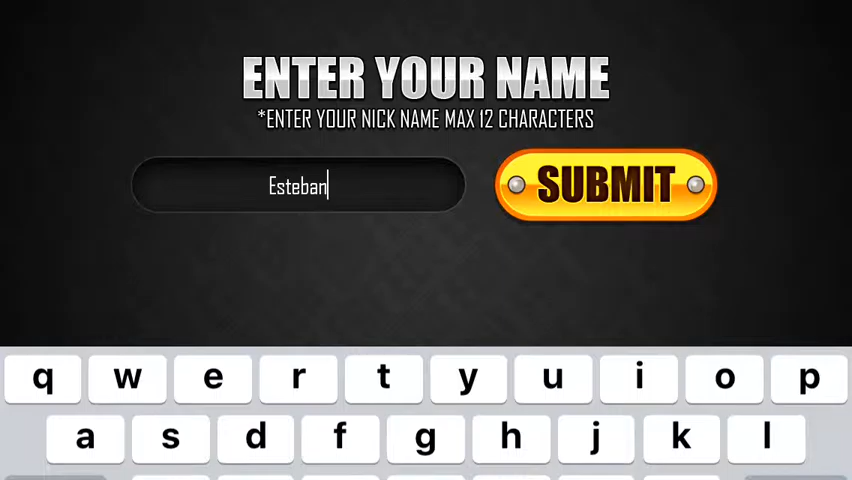 ENTER YOUR NAME
*ENTER YOUR NICK NAME MAX 12 CHARACTERS
Esteban
SUBMIT
q w e r t y u i o p
a s d f g h j k l